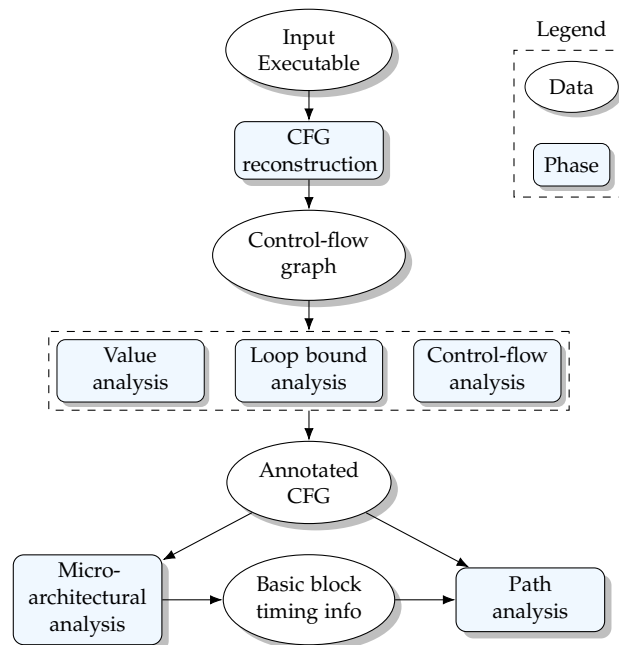 Input
Executable
Legend
Data
Phase
CFG
reconstruction
Control-flow
graph
Value
analysis
Loop bound
analysis
Control-flow
analysis
Annotated
CFG
Micro-
architectural
analysis
Basic block
timing info
Path
analysis